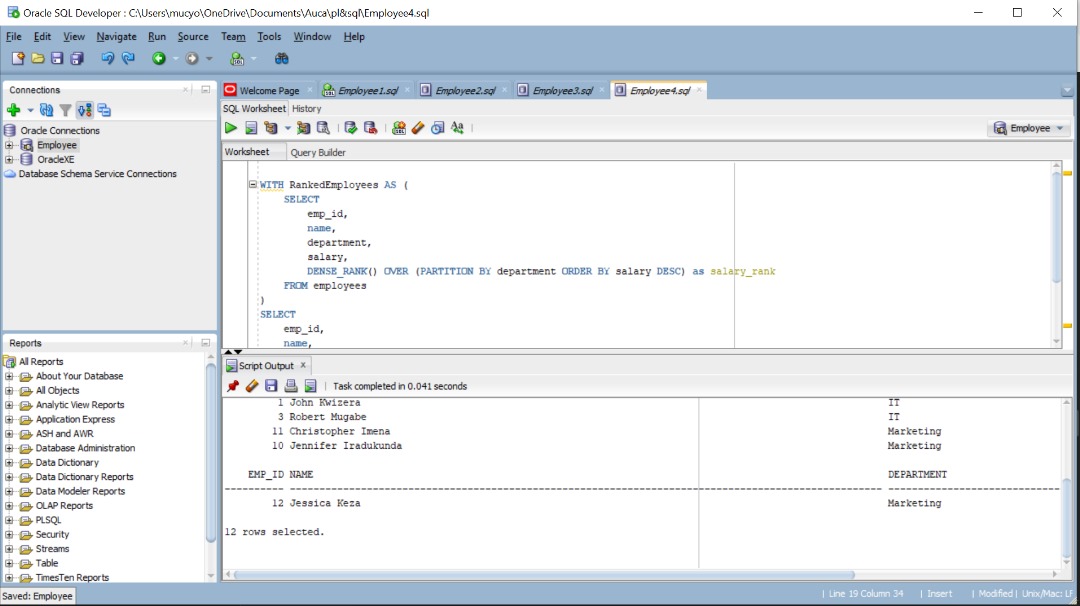 Oracle SQL Developer : C:\Users\mucyo\OneDrive\Documents\Auca\pl&sql\Employee4.sql
File Edit View Navigate Run Source Team Tools Window Help
Connections
Oracle Connections
Employee
OracleXE
Database Schema Service Connections
Reports
All Reports
About Your Database
All Objects
Analytic View Reports
Application Express
ASH and AWR
Database Administration
Data Dictionary
Data Dictionary Reports
Data Modeler Reports
OLAP Reports
PLSQL
Security
Streams
Table
TimesTen Reports
Welcome Page Employee1.sql Employee2.sql Employee3.sql Employee4.sql
SQL Worksheet History
Employee
Worksheet Query Builder
WITH RankedEmployees AS (
SELECT
emp_id,
name,
department,
salary,
DENSE_RANK() OVER (PARTITION BY department ORDER BY salary DESC) as salary_rank
FROM employees
)
SELECT
emp_id,
name,
Script Output x
Task completed in 0.041 seconds
1 John Kwizera IT
3 Robert Mugabe IT
11 Christopher Imena Marketing
10 Jennifer Iradukunda Marketing
EMP_ID NAME DEPARTMENT
12 Jessica Keza Marketing
12 rows selected.
Saved: Employee | Line 19 Column 34 | Insert | Modified | Unix/Mac: LF